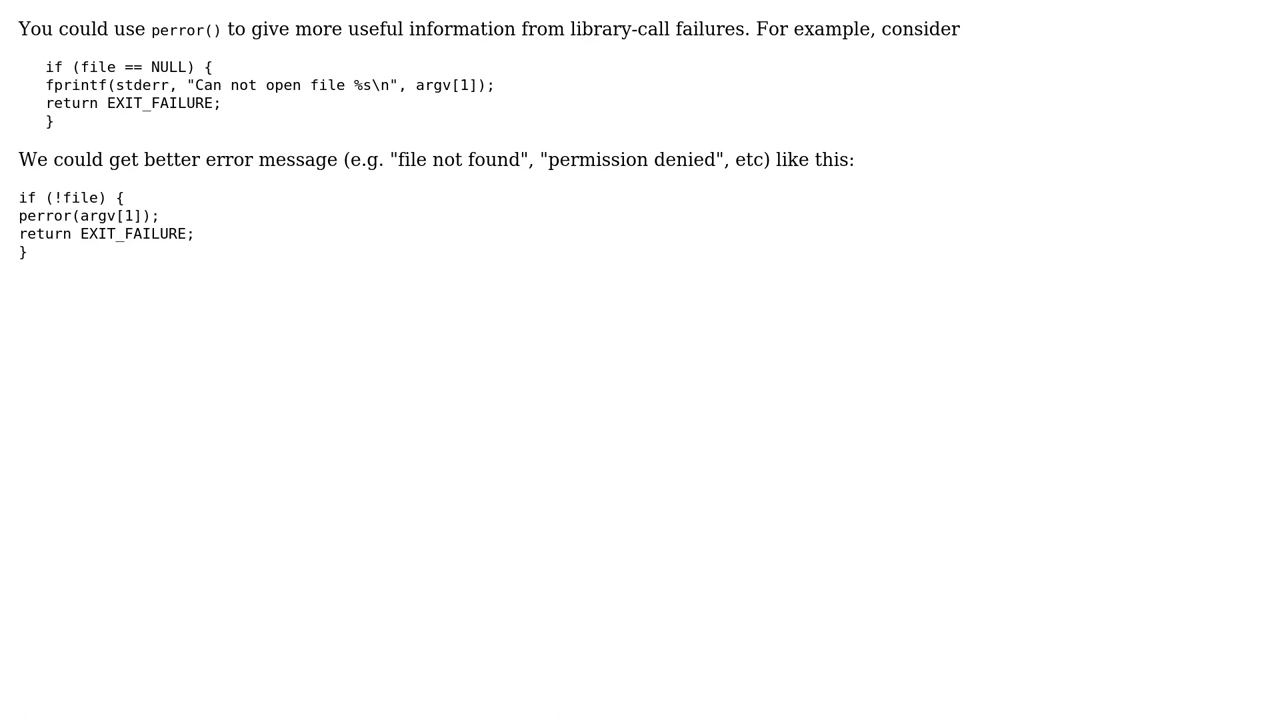 You could use perror() to give more useful information from library-call failures. For example, consider
if (file == NULL) {
fprintf(stderr, "Can not open file %s\n", argv[1]);
return EXIT_FAILURE;
}
We could get better error message (e.g. "file not found", "permission denied", etc) like this:
if (!file) {
perror(argv[1]);
return EXIT_FAILURE;
}